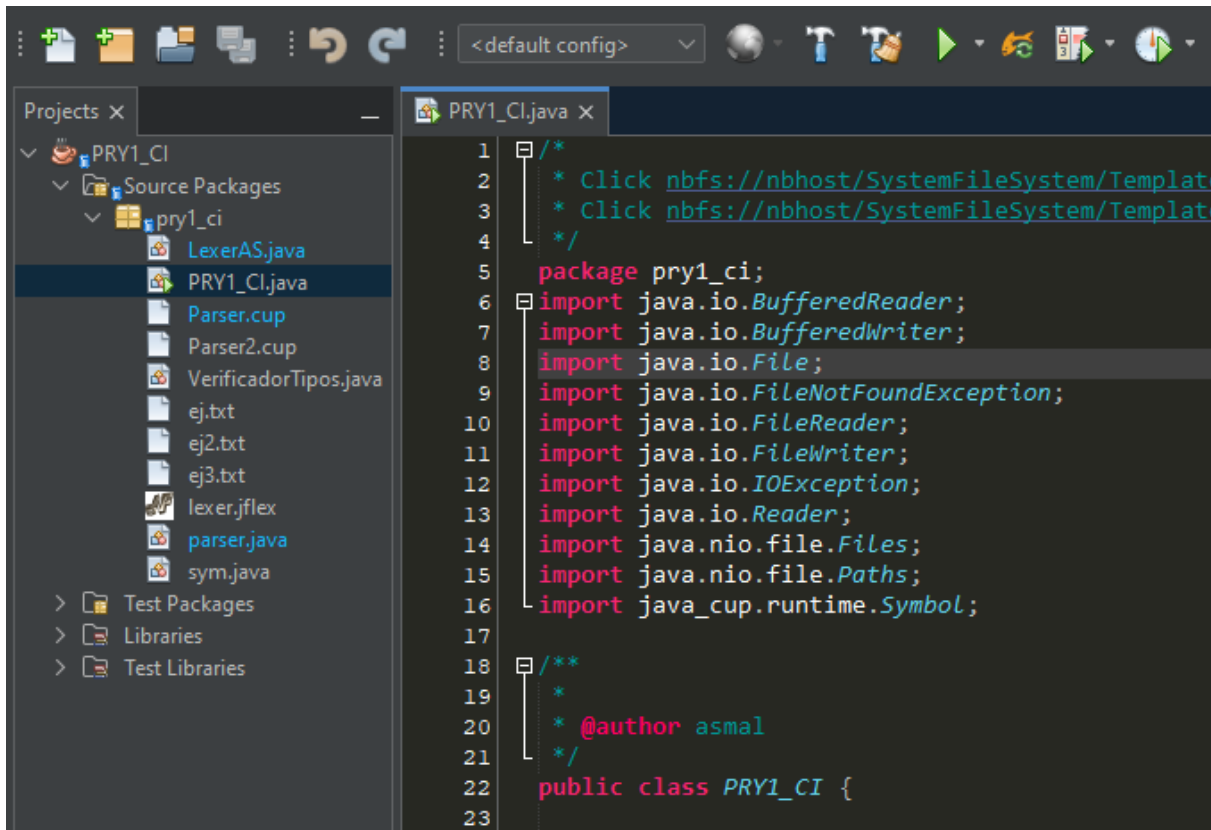 <default config>
Projects
PRY1_CI.java
PRY1_CI
Source Packages
pry1_ci
LexerAS.java
PRY1_CI.java
Parser.cup
Parser2.cup
VerificadorTipos.java
ej.txt
ej2.txt
ej3.txt
lexer.jflex
parser.java
sym.java
Test Packages
Libraries
Test Libraries
1 /*
2 * Click nbfs://nbhost/SystemFileSystem/Templat
3 * Click nbfs://nbhost/SystemFileSystem/Templat
4 */
5 package pry1_ci;
6 import java.io.BufferedReader;
7 import java.io.BufferedWriter;
8 import java.io.File;
9 import java.io.FileNotFoundException;
10 import java.io.FileReader;
11 import java.io.FileWriter;
12 import java.io.IOException;
13 import java.io.Reader;
14 import java.nio.file.Files;
15 import java.nio.file.Paths;
16 import java_cup.runtime.Symbol;
17
18 /**
19 *
20 * @author asmal
21 */
22 public class PRY1_CI {
23